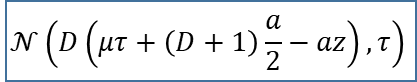 𝒩(D(μτ + (D + 1) a/2 − az), τ)